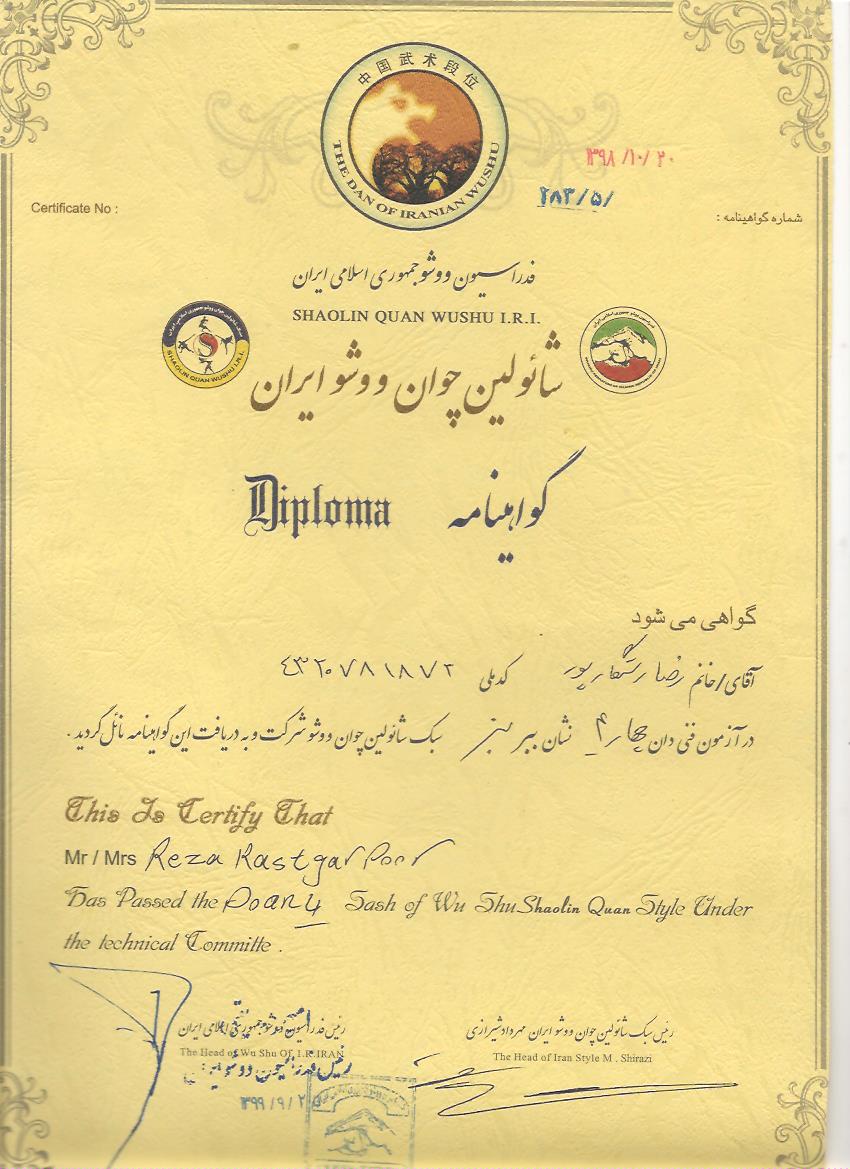 中国武术段位
THE DAN OF IRANIAN WUSHU
۱۳۹۸/۱۰/۲۰
۲۸۳/۵/
Certificate No :
شماره گواهینامه :
فدراسیون ووشو جمهوری اسلامی ایران
SHAOLIN QUAN WUSHU I.R.I.
SHAOLIN QUAN WUSHU I.R.I.
شائولین چوان ووشو ایران
Diploma گواهینامه
گواهی می شود
آقای/خانم رضا رستگارپور کدملی ۴۳۲۰۷۸۱۸۷۲
در آزمون فنی دان چهار ۴ نشان ببر سبز سبک شائولین چوان ووشو شرکت و به دریافت این گواهینامه نائل گردید .
This Is Certify That
Mr / Mrs Reza Rastgar Poor
Has Passed the Doan 4 Sash of Wu Shu Shaolin Quan Style Under
the technical Committe .
رئیس فدراسیون ووشو جمهوری اسلامی ایران
The Head of Wu Shu Of I.R.IRAN
رئیس سبک شائولین چوان ووشو ایران مهرداد شیرازی
The Head of Iran Style M . Shirazi